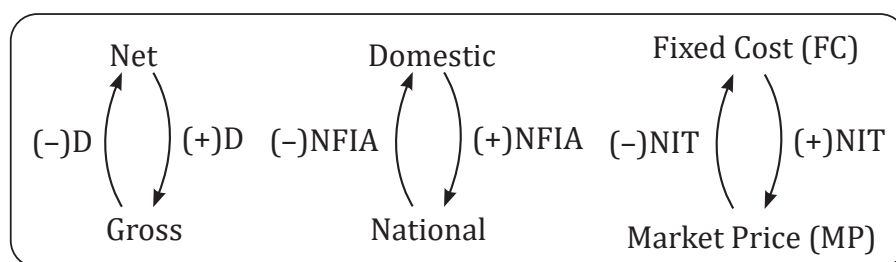 Net
(–)D
(+)D
Gross
Domestic
(–)NFIA
(+)NFIA
National
Fixed Cost (FC)
(–)NIT
(+)NIT
Market Price (MP)